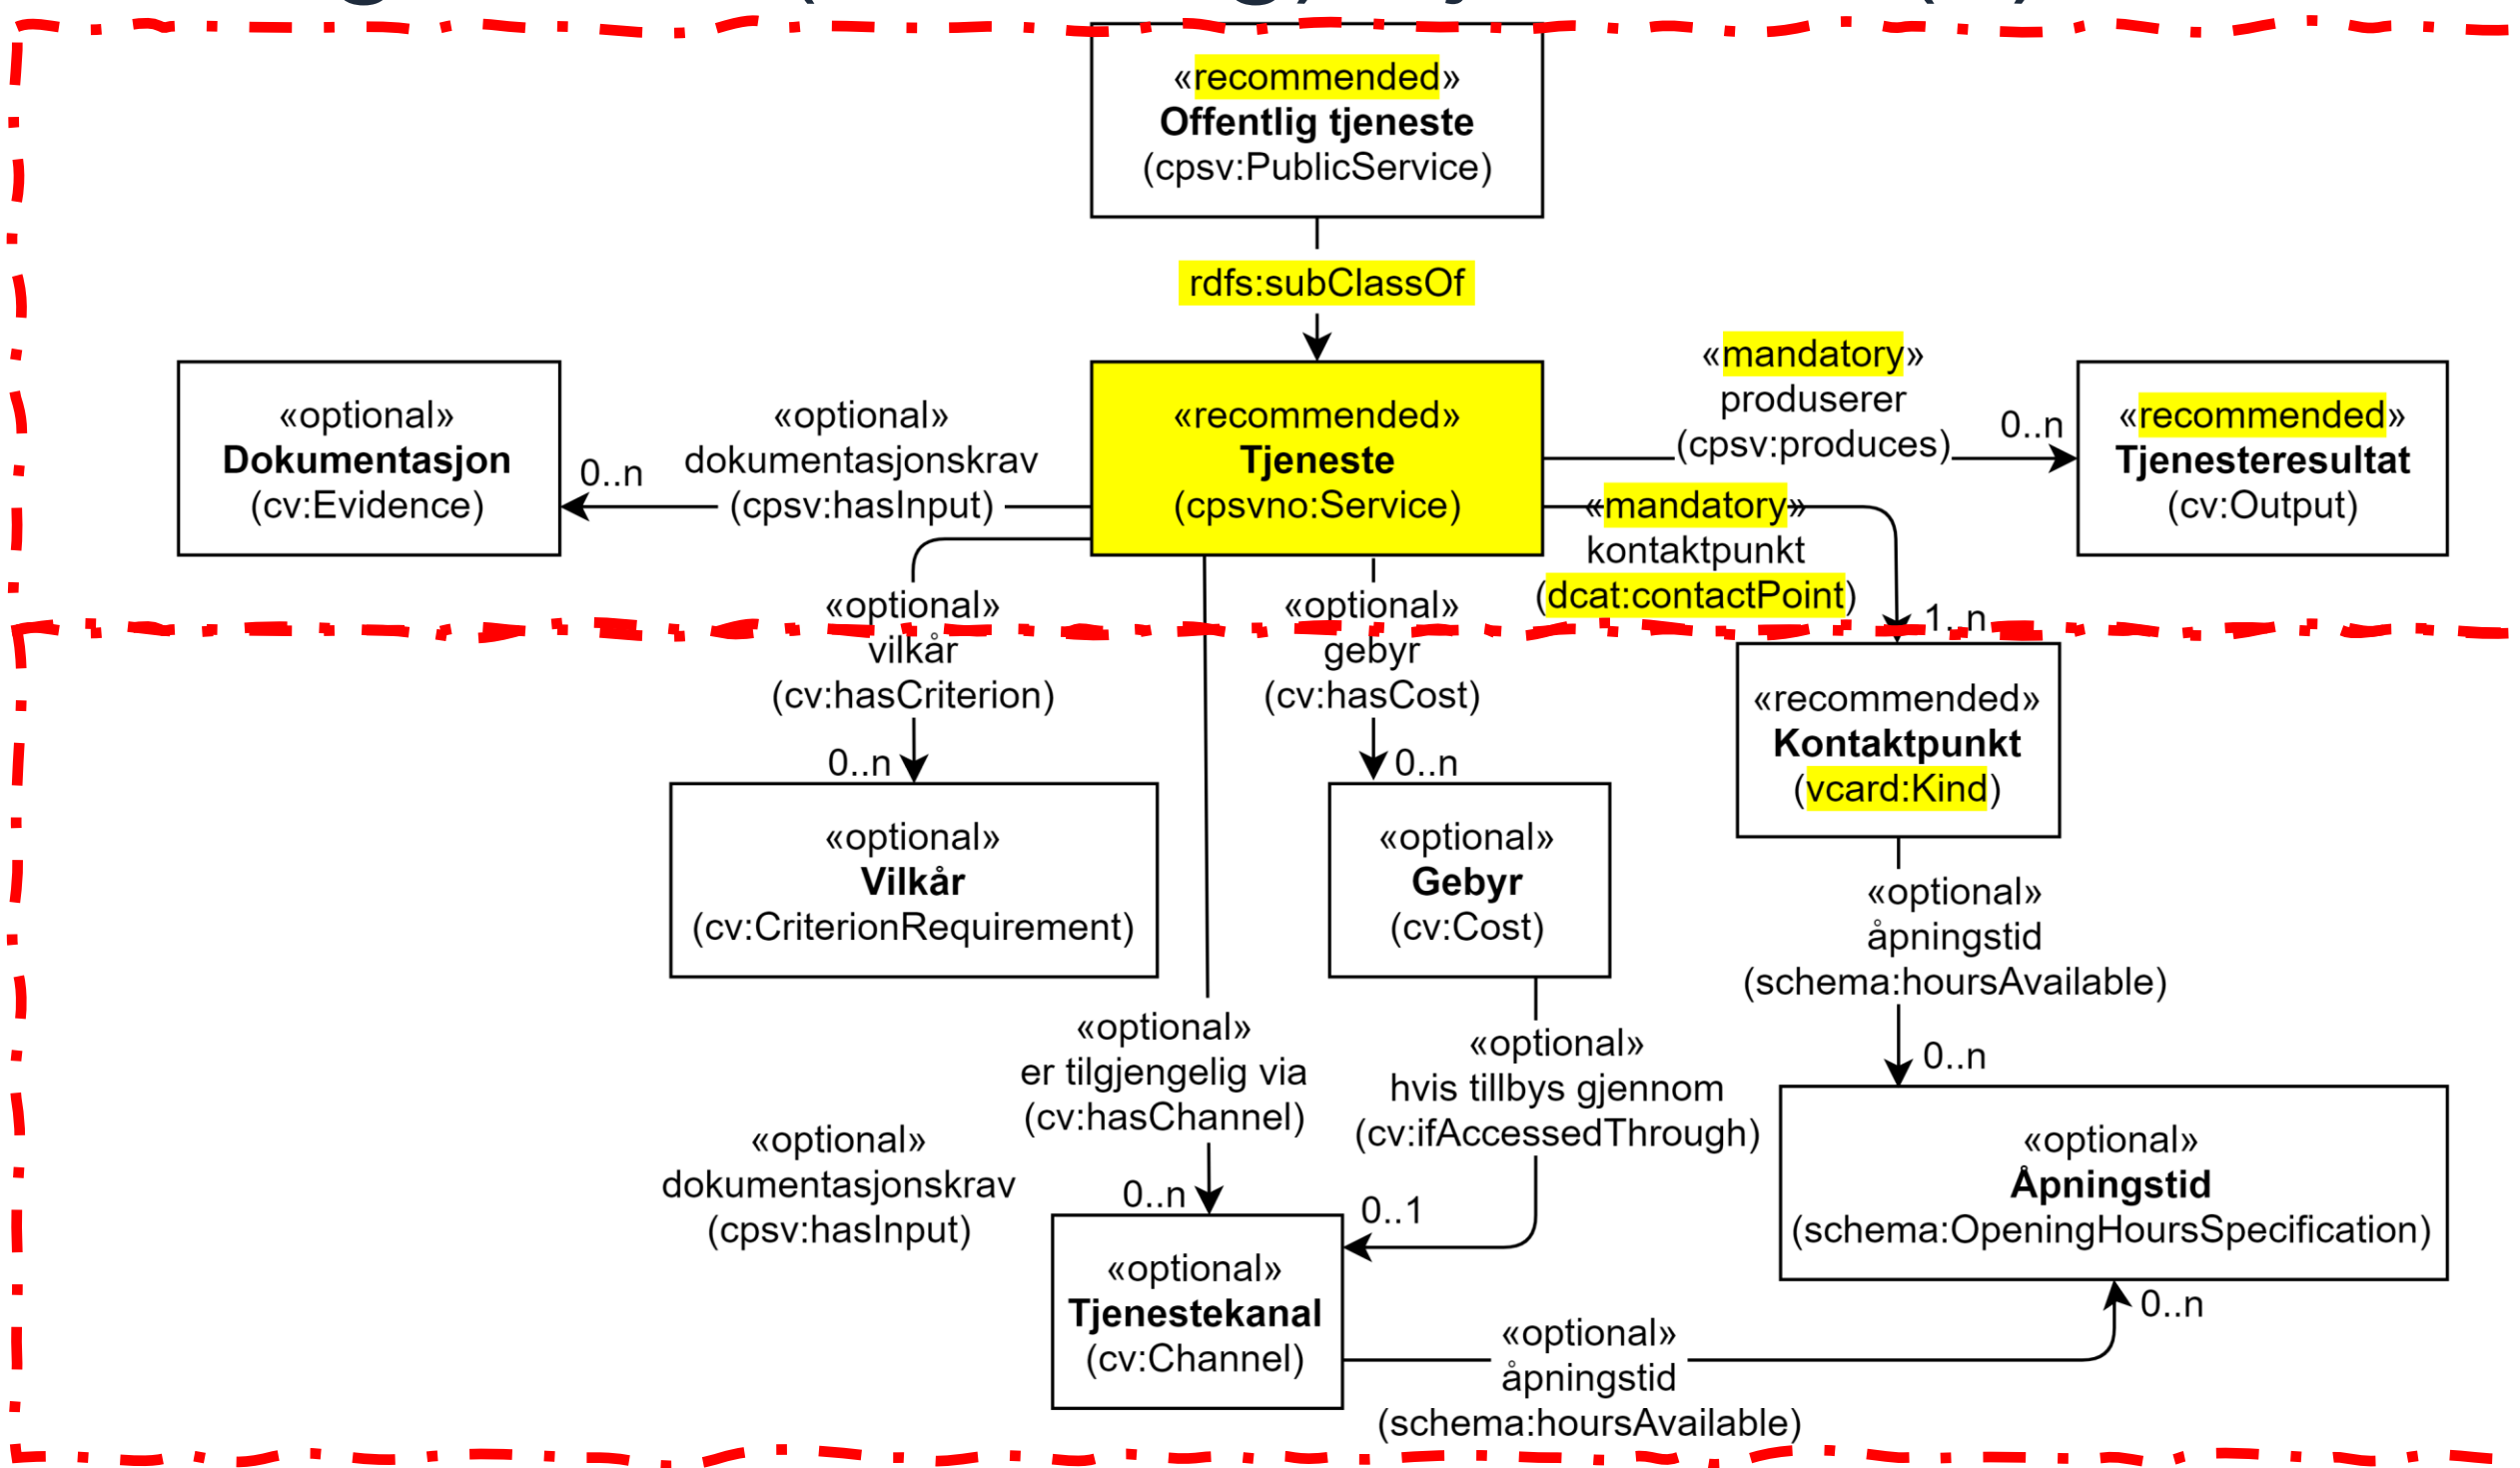 «recommended»
Offentlig tjeneste
(cpsv:PublicService)
rdfs:subClassOf
«optional»
Dokumentasjon
(cv:Evidence)
0..n
«optional»
dokumentasjonskrav
(cpsv:hasInput)
«recommended»
Tjeneste
(cpsvno:Service)
«mandatory»
produserer
(cpsv:produces)
0..n
«recommended»
Tjenesteresultat
(cv:Output)
«mandatory»
kontaktpunkt
(dcat:contactPoint)
1..n
«optional»
vilkår
(cv:hasCriterion)
0..n
«optional»
gebyr
(cv:hasCost)
0..n
«recommended»
Kontaktpunkt
(vcard:Kind)
«optional»
Vilkår
(cv:CriterionRequirement)
«optional»
Gebyr
(cv:Cost)
«optional»
åpningstid
(schema:hoursAvailable)
0..n
«optional»
er tilgjengelig via
(cv:hasChannel)
0..n
«optional»
hvis tillbys gjennom
(cv:ifAccessedThrough)
0..1
«optional»
dokumentasjonskrav
(cpsv:hasInput)
«optional»
Åpningstid
(schema:OpeningHoursSpecification)
0..n
«optional»
Tjenestekanal
(cv:Channel)
«optional»
åpningstid
(schema:hoursAvailable)